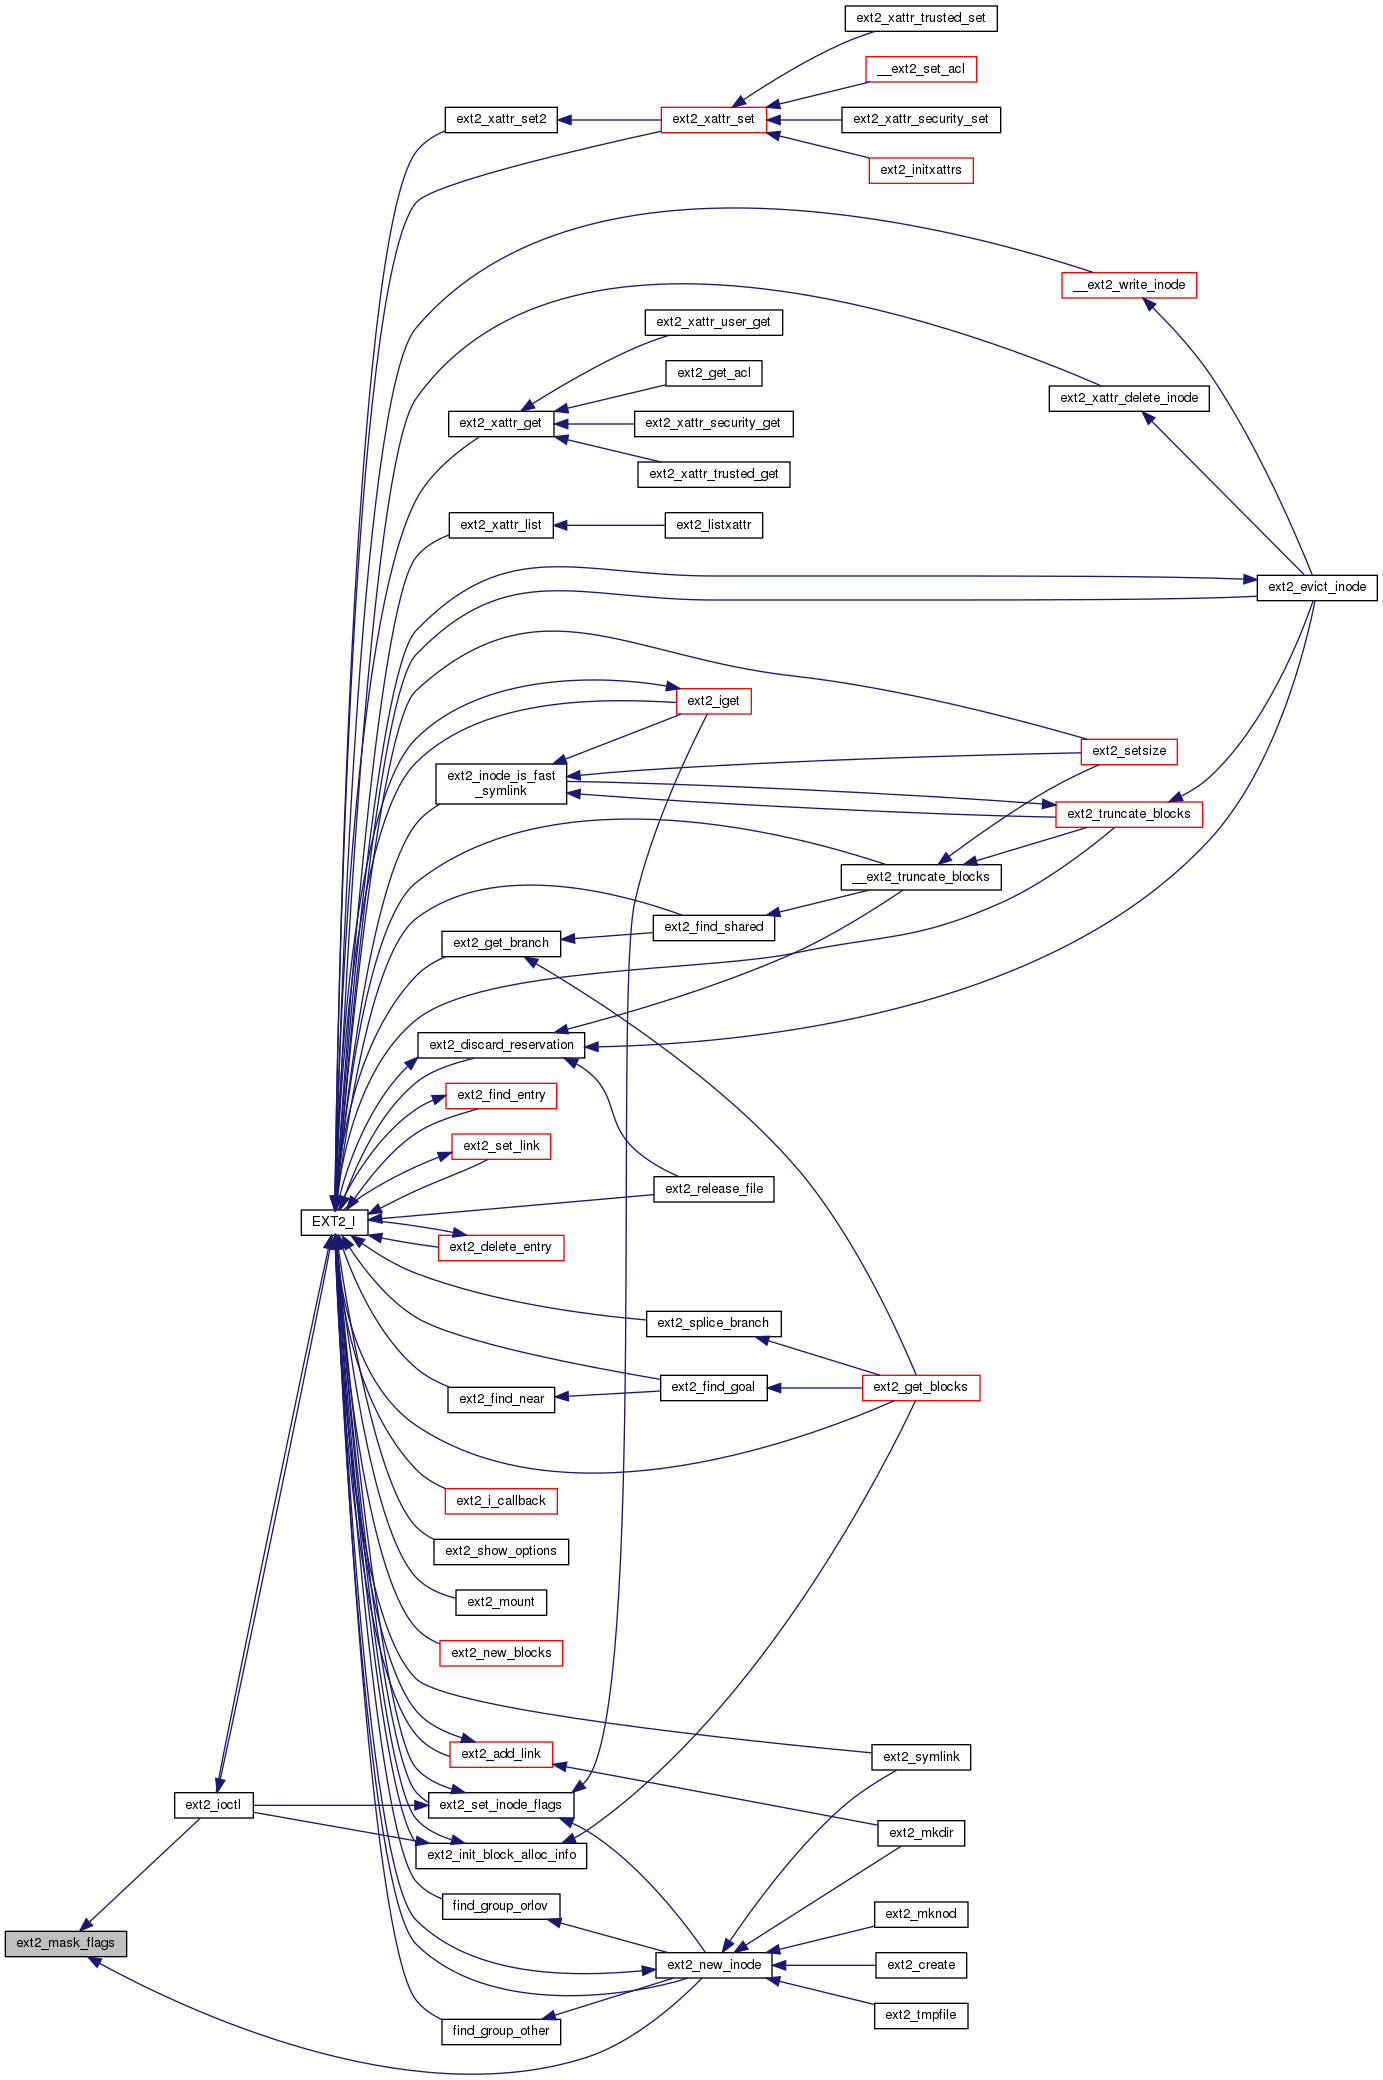 ext2_xattr_trusted_set
__ext2_set_acl
ext2_xattr_set2
ext2_xattr_set
ext2_xattr_security_set
ext2_initxattrs
__ext2_write_inode
ext2_xattr_user_get
ext2_get_acl
ext2_xattr_delete_inode
ext2_xattr_get
ext2_xattr_security_get
ext2_xattr_trusted_get
ext2_xattr_list
ext2_listxattr
ext2_evict_inode
ext2_iget
ext2_setsize
ext2_inode_is_fast
_symlink
ext2_truncate_blocks
__ext2_truncate_blocks
ext2_find_shared
ext2_get_branch
ext2_discard_reservation
ext2_find_entry
ext2_set_link
ext2_release_file
EXT2_I
ext2_delete_entry
ext2_splice_branch
ext2_find_near
ext2_find_goal
ext2_get_blocks
ext2_i_callback
ext2_show_options
ext2_mount
ext2_new_blocks
ext2_add_link
ext2_symlink
ext2_ioctl
ext2_set_inode_flags
ext2_mkdir
ext2_init_block_alloc_info
find_group_orlov
ext2_mknod
ext2_mask_flags
ext2_new_inode
ext2_create
ext2_tmpfile
find_group_other